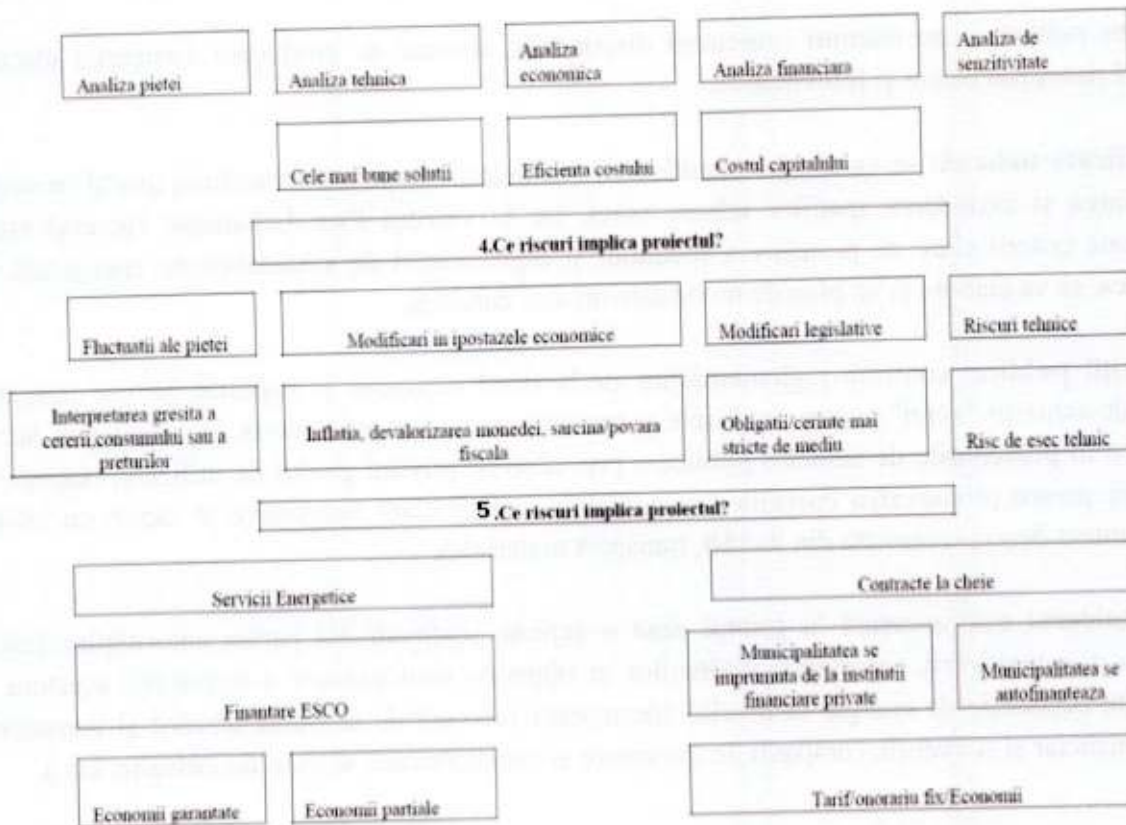 Analiza pietei
Analiza tehnica
Analiza
economica
Analiza financiara
Analiza de
senzitivitate
Cele mai bune solutii
Eficienta costului
Costul capitalului
4.Ce riscuri implica proiectul?
Fluctuatii ale pietei
Modificari in ipostazele economice
Modificari legislative
Riscuri tehnice
Interpretarea gresita a
cererii,consumului sau a
preturilor
Inflatia, devalorizarea monedei, sarcina/povara
fiscala
Obligatii/cerinte mai
stricte de mediu
Risc de esec tehnic
5.Ce riscuri implica proiectul?
Servicii Energetice
Contracte la cheie
Finantare ESCO
Municipalitatea se
imprumuta de la institutii
financiare private
Municipalitatea se
autofinanteaza
Economii garantate
Economii partiale
Tarif/onorariu fix/Economii